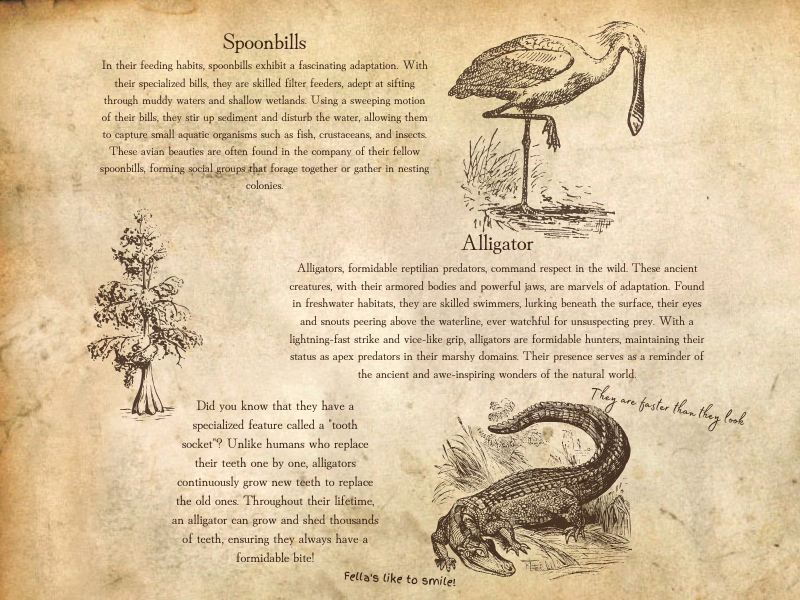 Spoonbills
In their feeding habits, spoonbills exhibit a fascinating adaptation. With
their specialized bills, they are skilled filter feeders, adept at sifting
through muddy waters and shallow wetlands. Using a sweeping motion
of their bills, they stir up sediment and disturb the water, allowing them
to capture small aquatic organisms such as fish, crustaceans, and insects.
These avian beauties are often found in the company of their fellow
spoonbills, forming social groups that forage together or gather in nesting
colonies.
Alligator
Alligators, formidable reptilian predators, command respect in the wild. These ancient
creatures, with their armored bodies and powerful jaws, are marvels of adaptation. Found
in freshwater habitats, they are skilled swimmers, lurking beneath the surface, their eyes
and snouts peering above the waterline, ever watchful for unsuspecting prey. With a
lightning-fast strike and vice-like grip, alligators are formidable hunters, maintaining their
status as apex predators in their marshy domains. Their presence serves as a reminder of
the ancient and awe-inspiring wonders of the natural world.
They are faster than they look
Did you know that they have a
specialized feature called a "tooth
socket"? Unlike humans who replace
their teeth one by one, alligators
continuously grow new teeth to replace
the old ones. Throughout their lifetime,
an alligator can grow and shed thousands
of teeth, ensuring they always have a
formidable bite!
Fella's like to smile!